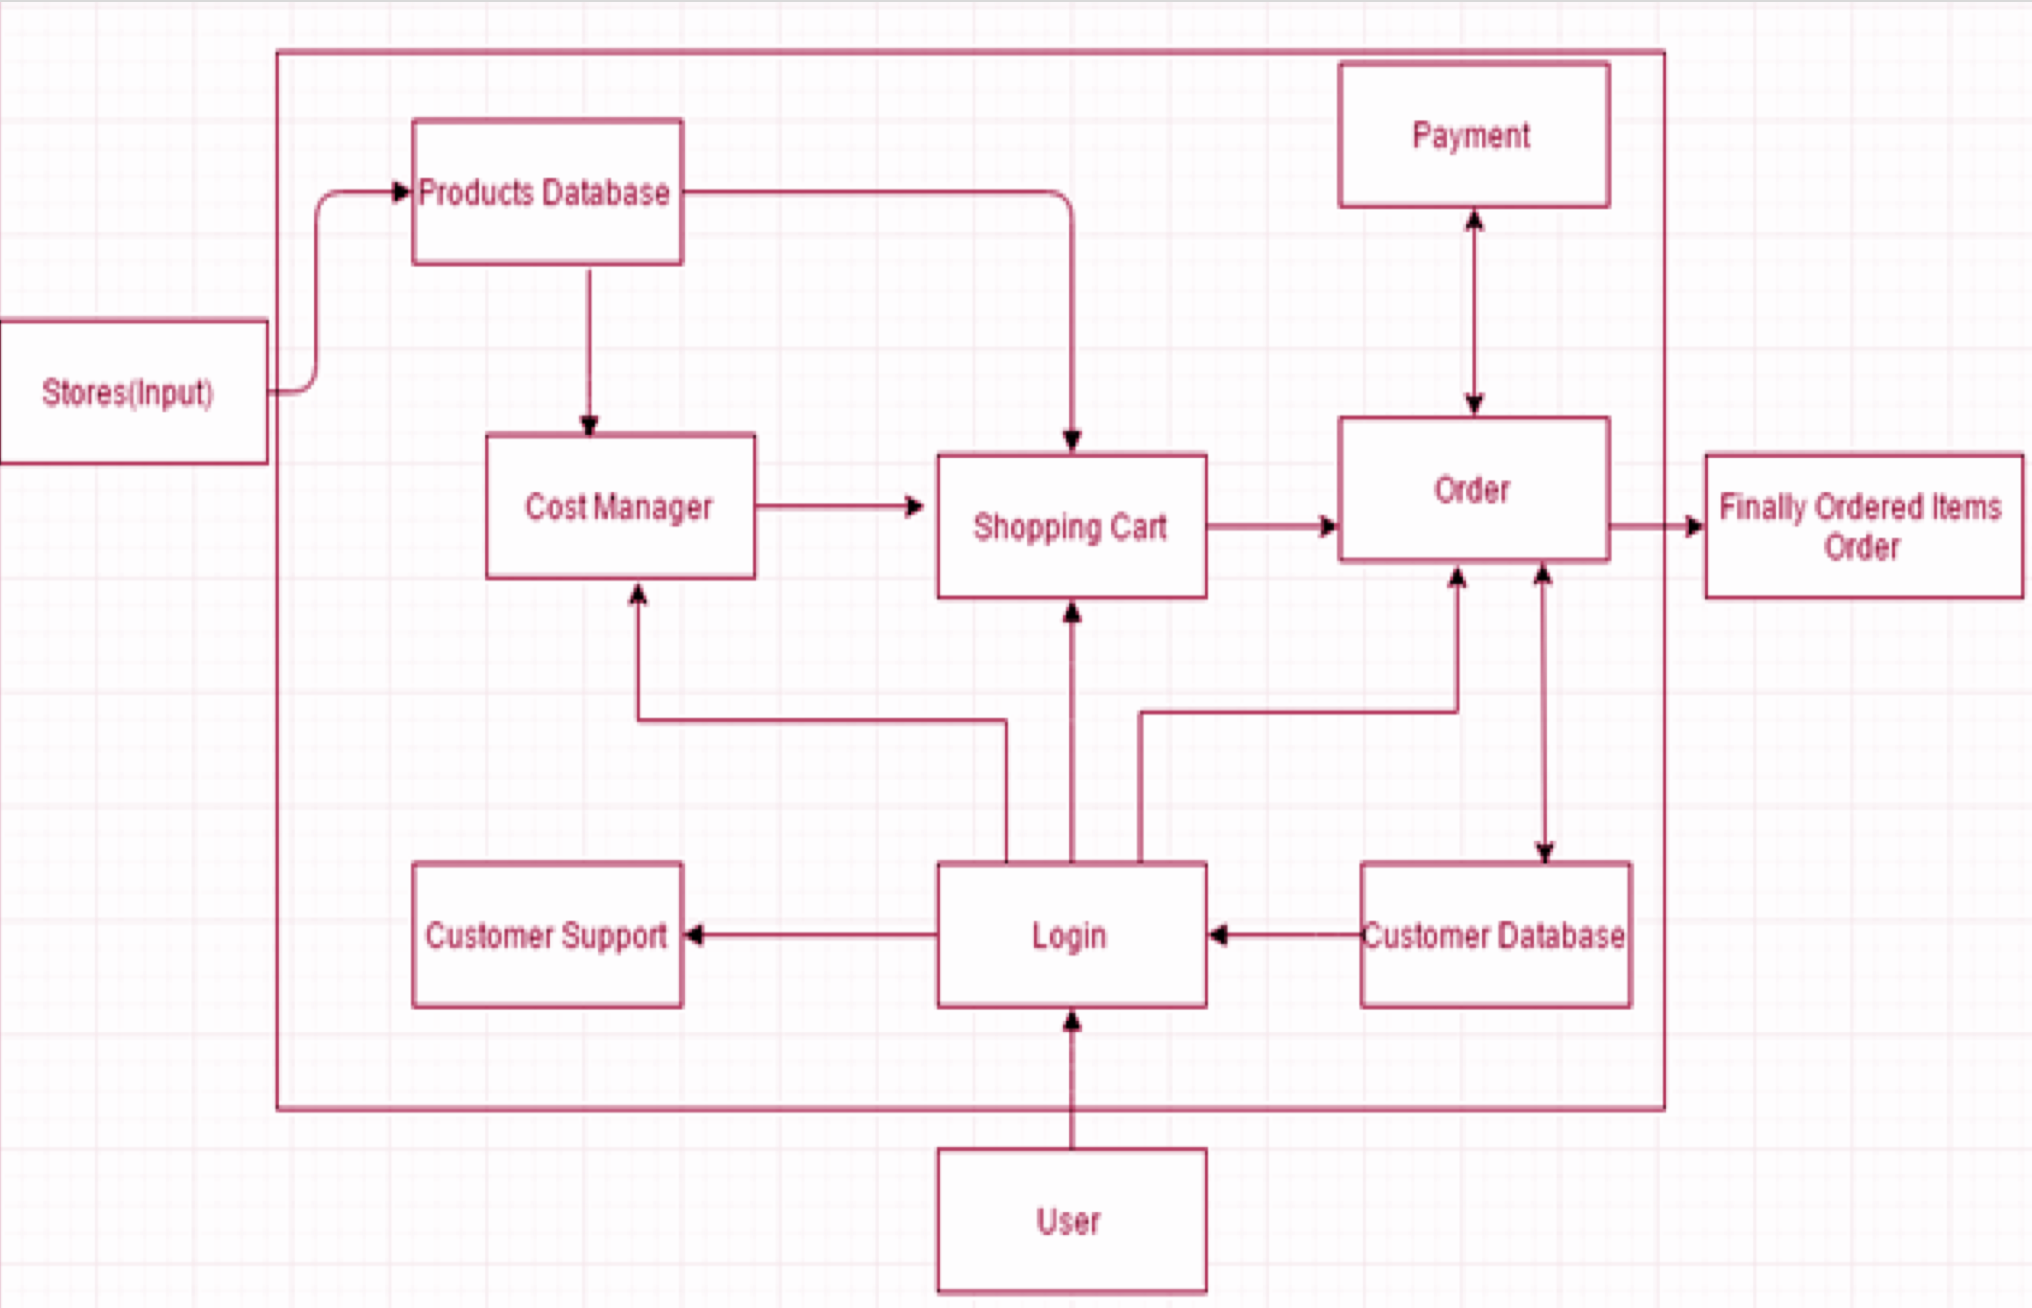 Payment
Products Database
Stores(Input)
Cost Manager
Shopping Cart
Order
Finally Ordered Items
Order
Customer Support
Login
Customer Database
User